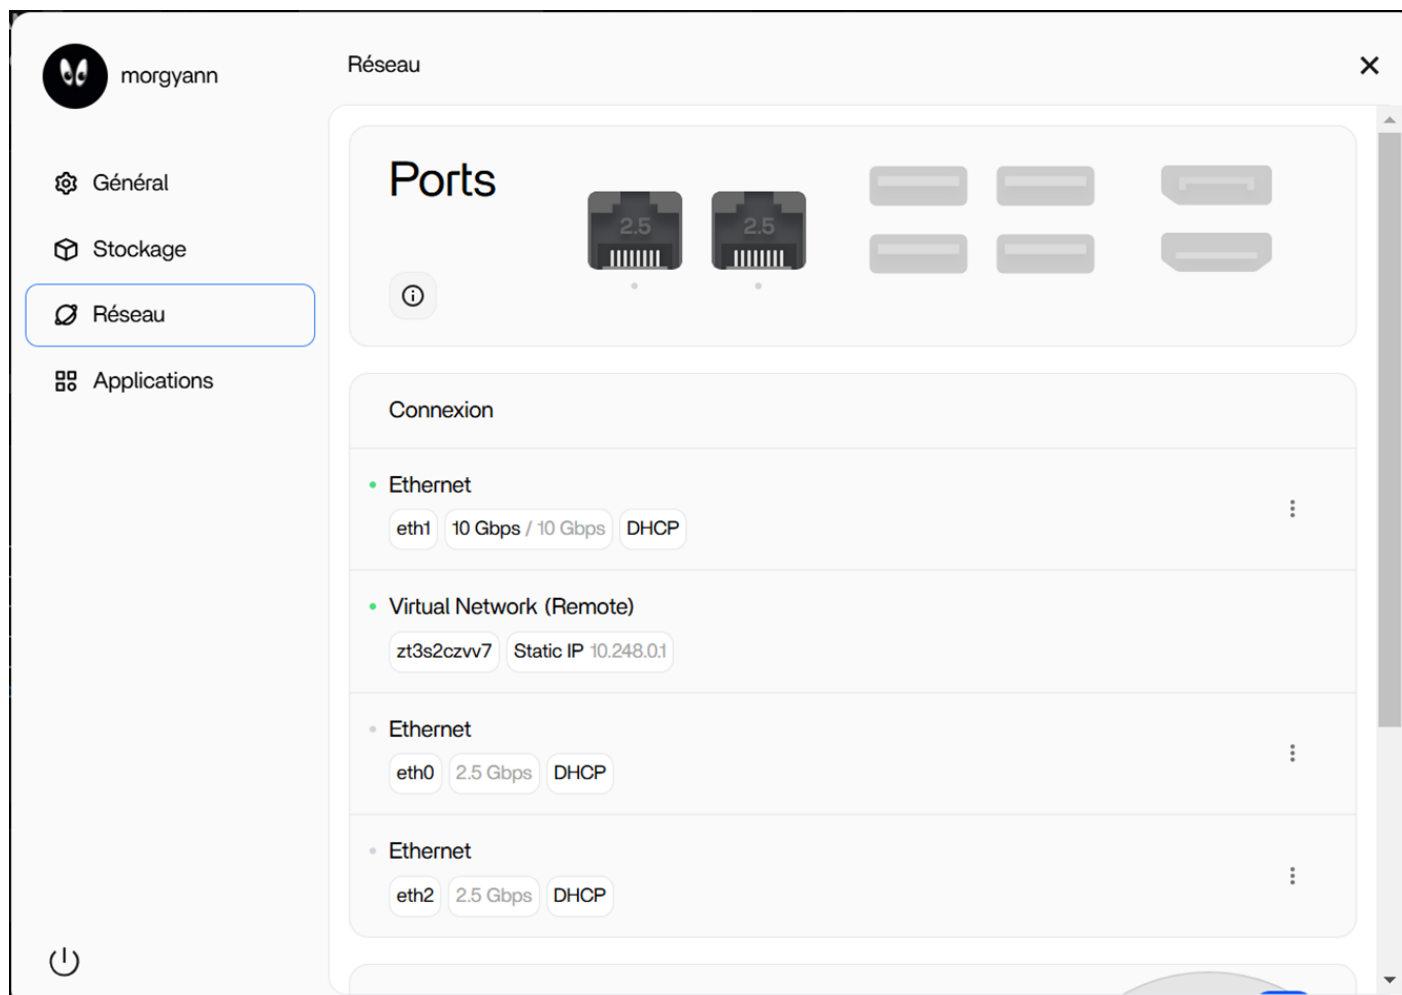 morgyann
Réseau
Général
Stockage
Réseau
Applications
Ports
2.5 2.5
Connexion
Ethernet
eth1 10 Gbps / 10 Gbps DHCP
Virtual Network (Remote)
zt3s2czvv7 Static IP 10.248.0.1
Ethernet
eth0 2.5 Gbps DHCP
Ethernet
eth2 2.5 Gbps DHCP